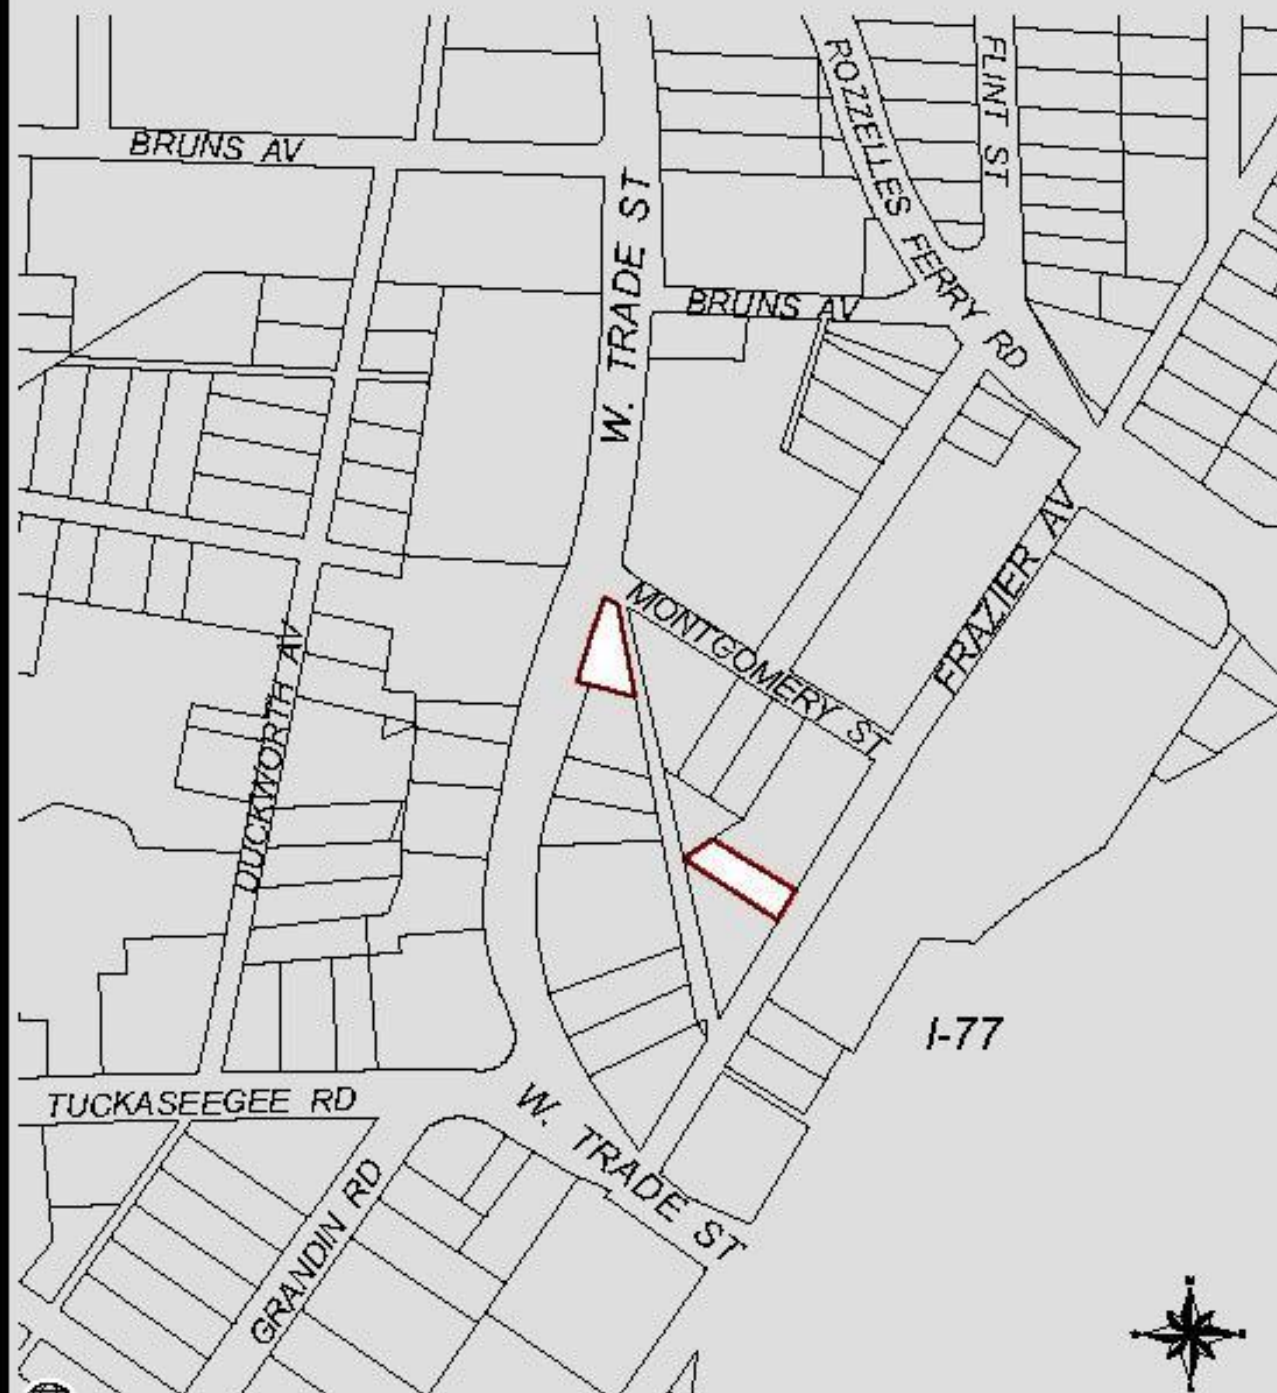 ROZZELLES FERRY RD
FLINT ST
BRUNS AV
W. TRADE ST
BRUNS AV
FRAZIER AV
MONTGOMERY ST
DUCKWORTH AV
I-77
TUCKASEEGEE RD
W. TRADE ST
GRANDIN RD